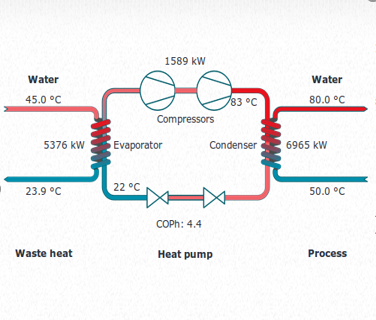 1589 kW
Water
Water
45.0 °C
83 °C
80.0 °C
Compressors
5376 kW
Evaporator
Condenser
6965 kW
23.9 °C
22 °C
50.0 °C
COPh: 4.4
Waste heat
Heat pump
Process